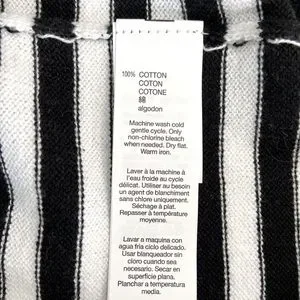 100% COTTON
COTON
COTONE
algodon
Machine wash cold
gentle cycle. Only
non-chlorine bleach
when needed. Dry flat.
Warm iron.
Laver à la machine à
l'eau froide au cycle
délicat. Utiliser au besoin
un agent de blanchiment
sans clore uniquement.
Séchage à plat.
Repasser à température
moyenne.
Lavar a maquina con
agua fria ciclo delicado.
Usar blanqueador sin
cloro cuando sea
necesario. Secar en
superficie plana.
Planchar a temperatura
media.